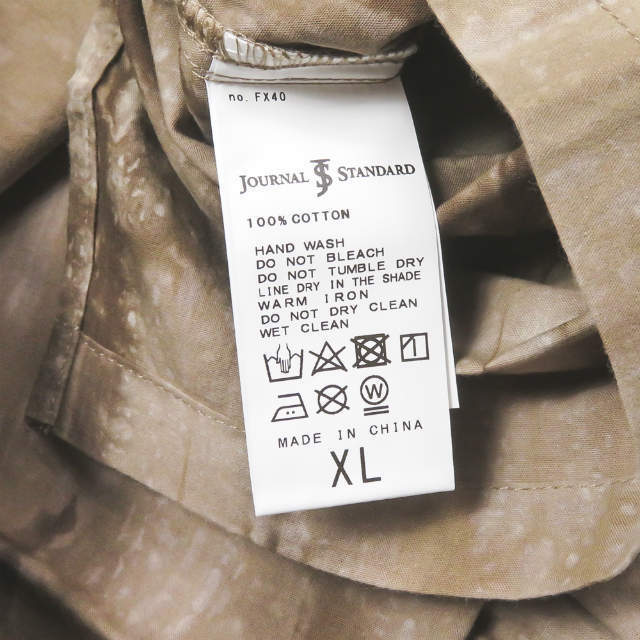 no. FX40
JOURNAL JS STANDARD
100% COTTON
HAND WASH
DO NOT BLEACH
DO NOT TUMBLE DRY
LINE DRY IN THE SHADE
WARM IRON
DO NOT DRY CLEAN
WET CLEAN
W
MADE IN CHINA
XL